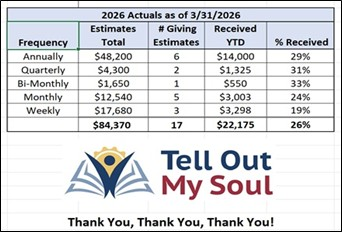 2026 Actuals as of 3/31/2026
Frequency Estimates Total # Giving Estimates Received YTD % Received
Annually $48,200 6 $14,000 29%
Quarterly $4,300 2 $1,325 31%
Bi-Monthly $1,650 1 $550 33%
Monthly $12,540 5 $3,003 24%
Weekly $17,680 3 $3,298 19%
$84,370 17 $22,175 26%
Tell Out
My Soul
Thank You, Thank You, Thank You!